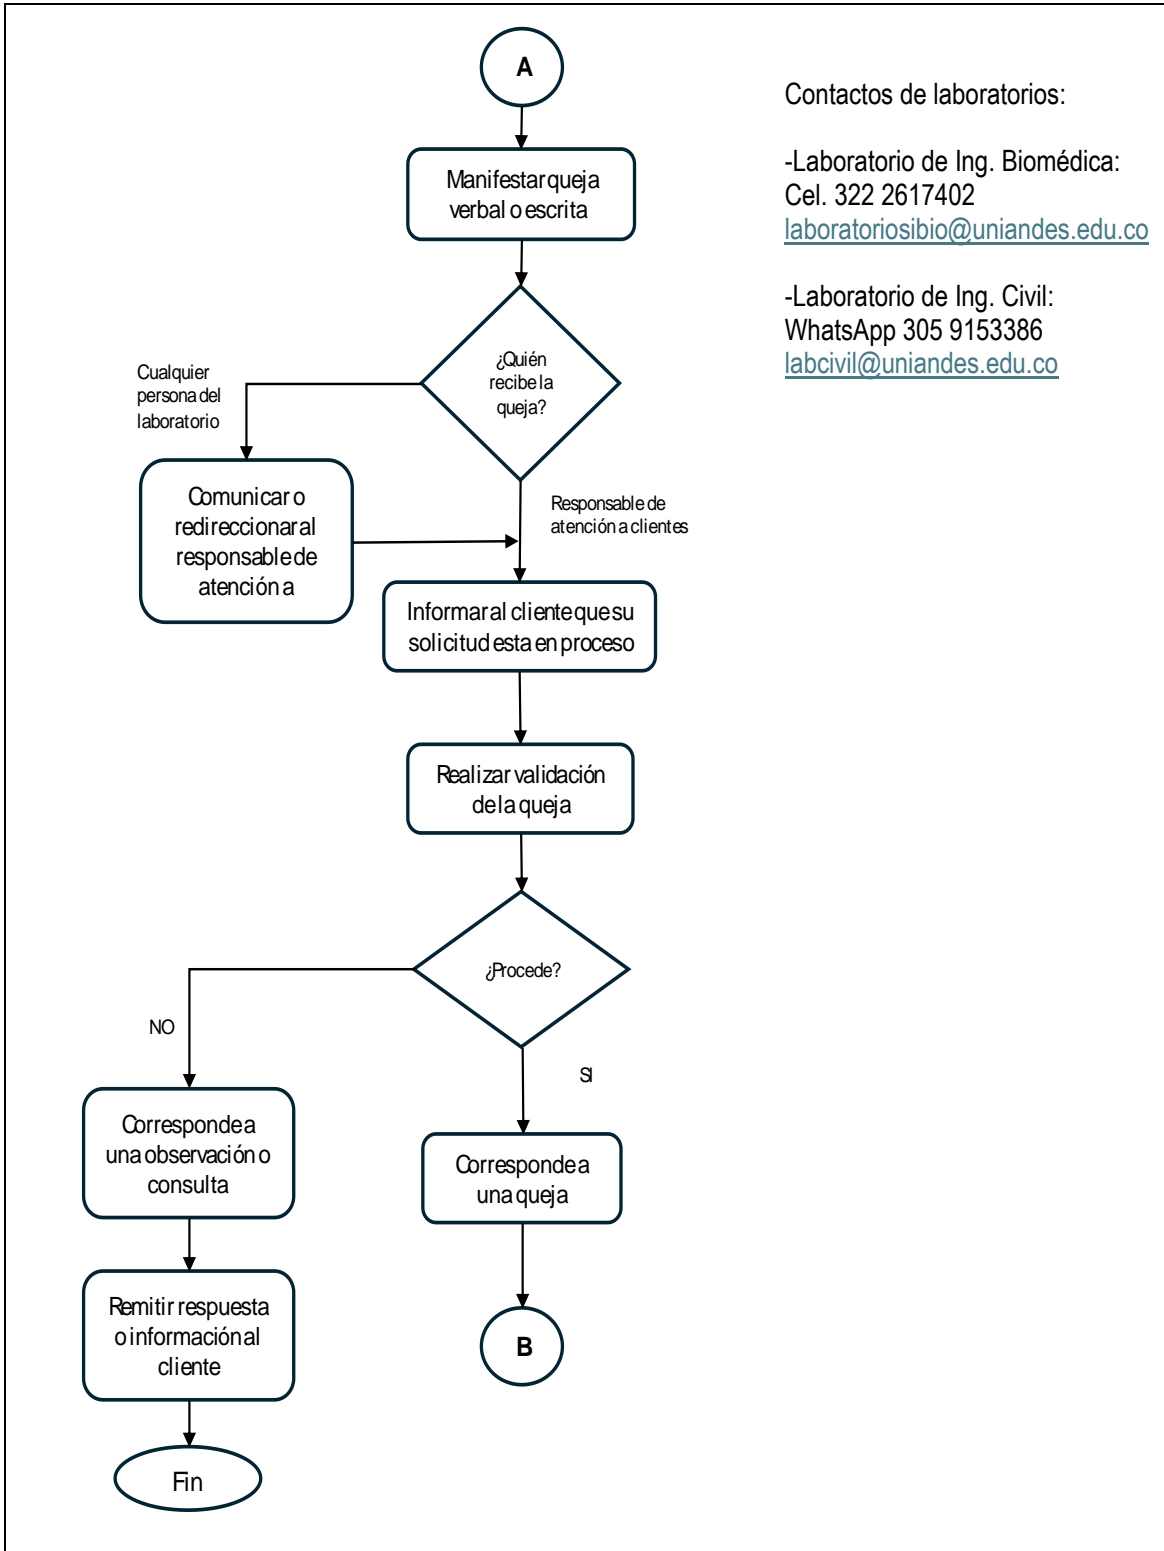 A
Contactos de laboratorios:
-Laboratorio de Ing. Biomédica:
Cel. 322 2617402
laboratoriosibio@uniandes.edu.co
-Laboratorio de Ing. Civil:
WhatsApp 305 9153386
labcivil@uniandes.edu.co
Manifestar queja
verbal o escrita
¿Quién
recibe la
queja?
Cualquier
persona del
laboratorio
Comunicar o
redireccionar al
responsable de
atención a
Responsable de
atención a clientes
Informar al cliente que su
solicitud esta en proceso
Realizar validación
de la queja
¿Procede?
NO
SI
Corresponde a
una observación o
consulta
Corresponde a
una queja
Remitir respuesta
o información al
cliente
B
Fin